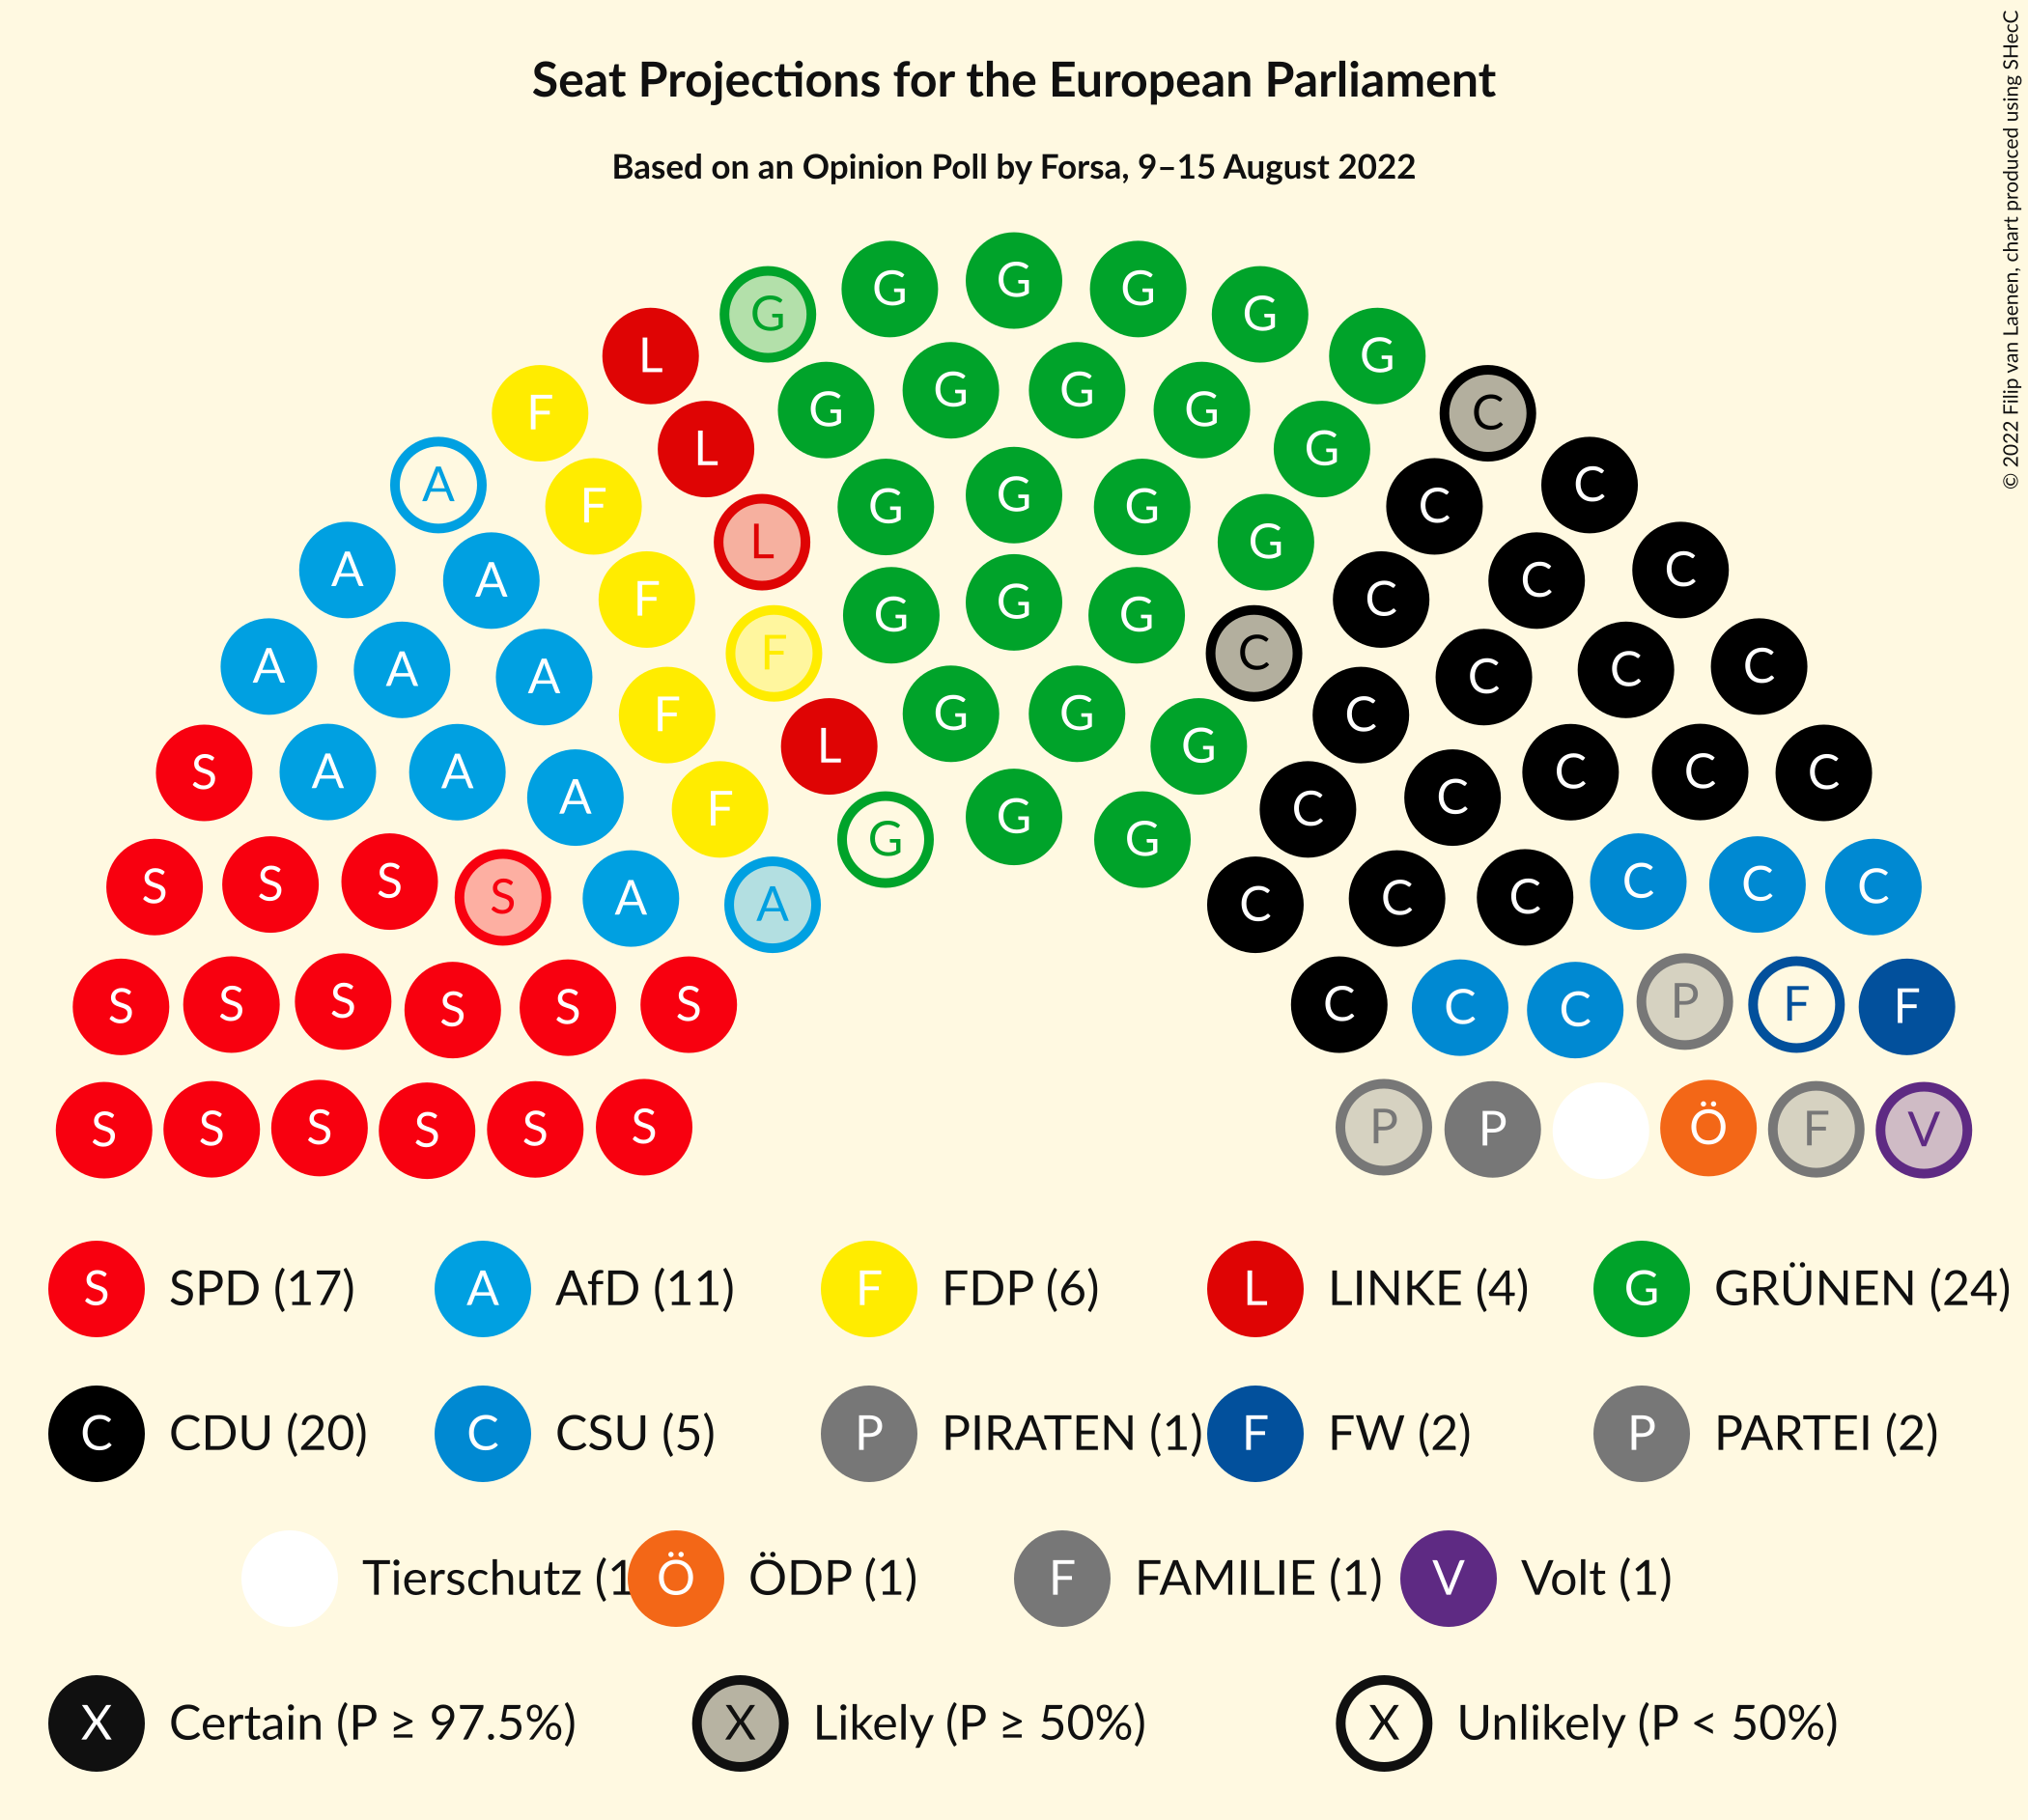 © 2022 Filip van Laenen, chart produced using SHecC
Seat Projections for the European Parliament
Based on an Opinion Poll by Forsa, 9–15 August 2022
G G G G G
L G
F G G G G C
L G
A F G G G C C
L G
A A F G C C C
G G
A A A F C C C C
F G G C
S A A L G C C C
A F G C C
G G
S S S S A A C C C C C C
S S S S S S C C C P F F
S S S S S S P P Ö F V
S SPD (17) A AfD (11) F FDP (6) L LINKE (4) G GRÜNEN (24)
C CDU (20) C CSU (5) P PIRATEN (1) F FW (2) P PARTEI (2)
Tierschutz (1 Ö ÖDP (1) F FAMILIE (1) V Volt (1)
X Certain (P ≥ 97.5%) X Likely (P ≥ 50%) X Unlikely (P < 50%)